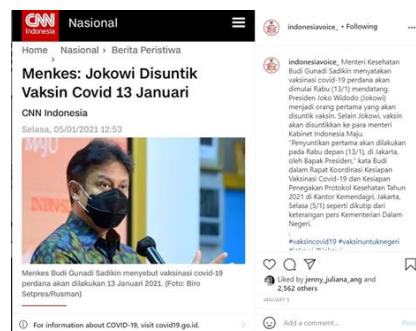 CNN
Indonesia
Nasional
Home Nasional > Berita Peristiwa
>
Menkes: Jokowi Disuntik
Vaksin Covid 13 Januari
CNN Indonesia
Selasa, 05/01/2021 12:53
Menkes Budi Gunadi Sadikin menyebut vaksinasi covid-19
perdana akan dilakukan 13 Januari 2021. (Foto: Biro
Setpres/Rusman)
For information about COVID-19, visit covid19.go.id.
indonesiavoice_ • Following
indonesiavoice_ Menteri Kesehatan
Budi Gunadi Sadikin menyatakan
vaksinasi covid-19 perdana akan
dimulai Rabu (13/1) mendatang.
Presiden Joko Widodo (Jokowi)
menjadi orang pertama yang akan
disuntik vaksin. Selain Jokowi, vaksin
akan disuntikkan ke para menteri
Kabinet Indonesia Maju.
"Penyuntikan pertama akan dilakukan
pada Rabu depan (13/1), di Jakarta,
oleh Bapak Presiden," kata Budi
dalam Rapat Koordinasi Kesiapan
Vaksinasi Covid-19 dan Kesiapan
Penegakan Protokol Kesehatan Tahun
2021 di Kantor Kemendagri, Jakarta,
Selasa (5/1) seperti dikutip dari
keterangan pers Kementerian Dalam
Negeri.
.
#vaksincovid19 #vaksinuntuknegeri
Liked by jenny_juliana_ang and
2,562 others
JANUARY 5
Add a comment...
Post